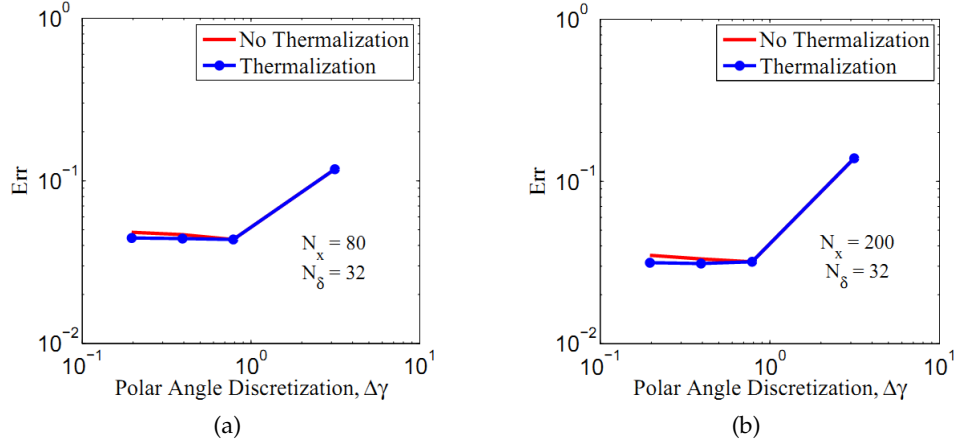 10^0
No Thermalization
Thermalization
10^-1
Err
N_x = 80
N_δ = 32
10^-2
10^-1
10^0
10^1
Polar Angle Discretization, Δγ
(a)
10^0
No Thermalization
Thermalization
10^-1
Err
N_x = 200
N_δ = 32
10^-2
10^-1
10^0
10^1
Polar Angle Discretization, Δγ
(b)